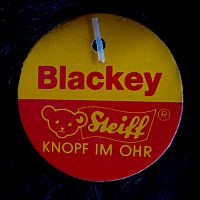 Blackey
Steiff ®
KNOPF IM OHR